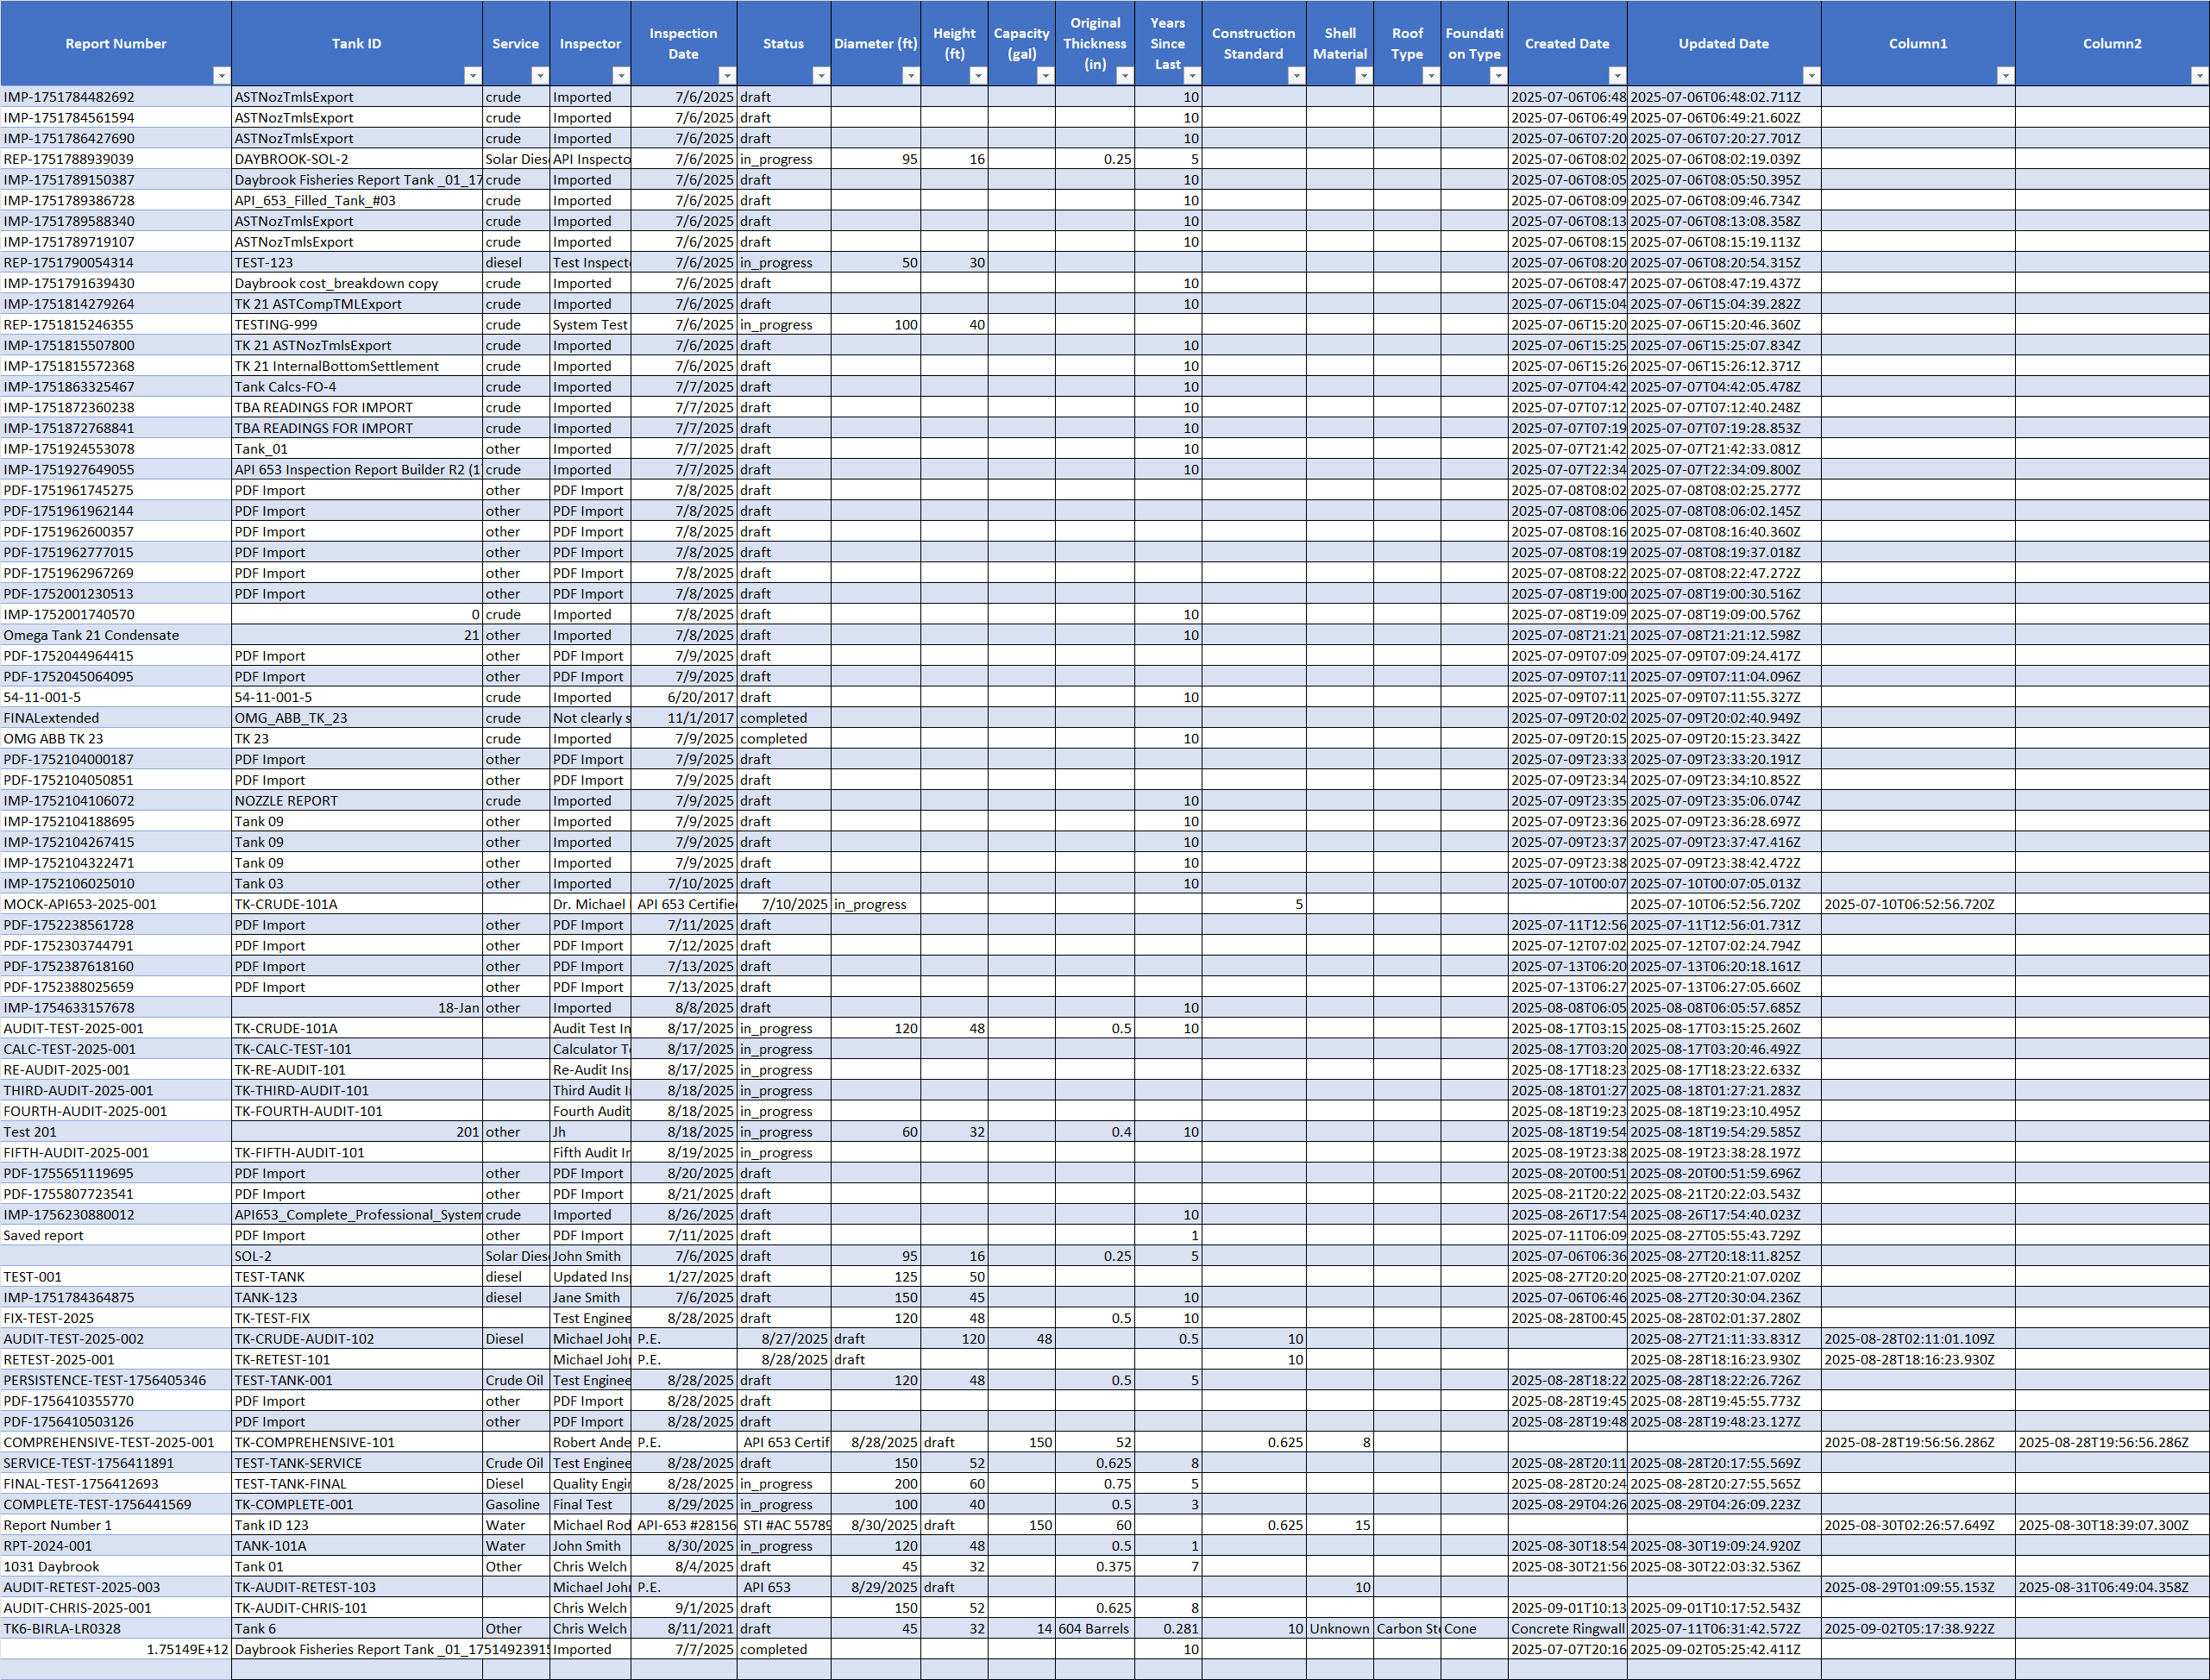 Report Number Tank ID Service Inspector Inspection Date Status Diameter (ft) Height (ft) Capacity (gal) Original Thickness (in) Years Since Last Construction Standard Shell Material Roof Type Foundati on Type Created Date Updated Date Column1 Column2
IMP-1751784482692 ASTNozTmlsExport crude Imported 7/6/2025 draft 10 2025-07-06T06:48 2025-07-06T06:48:02.711Z
IMP-1751784561594 ASTNozTmlsExport crude Imported 7/6/2025 draft 10 2025-07-06T06:49 2025-07-06T06:49:21.602Z
IMP-1751786427690 ASTNozTmlsExport crude Imported 7/6/2025 draft 10 2025-07-06T07:20 2025-07-06T07:20:27.701Z
REP-1751788939039 DAYBROOK-SOL-2 Solar Dies API Inspecto 7/6/2025 in_progress 95 16 0.25 5 2025-07-06T08:02 2025-07-06T08:02:19.039Z
IMP-1751789150387 Daybrook Fisheries Report Tank _01_17 crude Imported 7/6/2025 draft 10 2025-07-06T08:05 2025-07-06T08:05:50.395Z
IMP-1751789386728 API_653_Filled_Tank_#03 crude Imported 7/6/2025 draft 10 2025-07-06T08:09 2025-07-06T08:09:46.734Z
IMP-1751789588340 ASTNozTmlsExport crude Imported 7/6/2025 draft 10 2025-07-06T08:13 2025-07-06T08:13:08.358Z
IMP-1751789719107 ASTNozTmlsExport crude Imported 7/6/2025 draft 10 2025-07-06T08:15 2025-07-06T08:15:19.113Z
REP-1751790054314 TEST-123 diesel Test Inspect 7/6/2025 in_progress 50 30 2025-07-06T08:20 2025-07-06T08:20:54.315Z
IMP-1751791639430 Daybrook cost_breakdown copy crude Imported 7/6/2025 draft 10 2025-07-06T08:47 2025-07-06T08:47:19.437Z
IMP-1751814279264 TK 21 ASTCompTMLExport crude Imported 7/6/2025 draft 10 2025-07-06T15:04 2025-07-06T15:04:39.282Z
REP-1751815246355 TESTING-999 crude System Test 7/6/2025 in_progress 100 40 2025-07-06T15:20 2025-07-06T15:20:46.360Z
IMP-1751815507800 TK 21 ASTNozTmlsExport crude Imported 7/6/2025 draft 10 2025-07-06T15:25 2025-07-06T15:25:07.834Z
IMP-1751815572368 TK 21 InternalBottomSettlement crude Imported 7/6/2025 draft 10 2025-07-06T15:26 2025-07-06T15:26:12.371Z
IMP-1751863325467 Tank Calcs-FO-4 crude Imported 7/7/2025 draft 10 2025-07-07T04:42 2025-07-07T04:42:05.478Z
IMP-1751872360238 TBA READINGS FOR IMPORT crude Imported 7/7/2025 draft 10 2025-07-07T07:12 2025-07-07T07:12:40.248Z
IMP-1751872768841 TBA READINGS FOR IMPORT crude Imported 7/7/2025 draft 10 2025-07-07T07:19 2025-07-07T07:19:28.853Z
IMP-1751924553078 Tank_01 other Imported 7/7/2025 draft 10 2025-07-07T21:42 2025-07-07T21:42:33.081Z
IMP-1751927649055 API 653 Inspection Report Builder R2 (1 crude Imported 7/7/2025 draft 10 2025-07-07T22:34 2025-07-07T22:34:09.800Z
PDF-1751961745275 PDF Import other PDF Import 7/8/2025 draft 2025-07-08T08:02 2025-07-08T08:02:25.277Z
PDF-1751961962144 PDF Import other PDF Import 7/8/2025 draft 2025-07-08T08:06 2025-07-08T08:06:02.145Z
PDF-1751962600357 PDF Import other PDF Import 7/8/2025 draft 2025-07-08T08:16 2025-07-08T08:16:40.360Z
PDF-1751962777015 PDF Import other PDF Import 7/8/2025 draft 2025-07-08T08:19 2025-07-08T08:19:37.018Z
PDF-1751962967269 PDF Import other PDF Import 7/8/2025 draft 2025-07-08T08:22 2025-07-08T08:22:47.272Z
PDF-1752001230513 PDF Import other PDF Import 7/8/2025 draft 2025-07-08T19:00 2025-07-08T19:00:30.516Z
IMP-1752001740570 0 crude Imported 7/8/2025 draft 10 2025-07-08T19:09 2025-07-08T19:09:00.576Z
Omega Tank 21 Condensate 21 other Imported 7/8/2025 draft 10 2025-07-08T21:21 2025-07-08T21:21:12.598Z
PDF-1752044964415 PDF Import other PDF Import 7/9/2025 draft 2025-07-09T07:09 2025-07-09T07:09:24.417Z
PDF-1752045064095 PDF Import other PDF Import 7/9/2025 draft 2025-07-09T07:11 2025-07-09T07:11:04.096Z
54-11-001-5 54-11-001-5 crude Imported 6/20/2017 draft 10 2025-07-09T07:11 2025-07-09T07:11:55.327Z
FINALextended OMG_ABB_TK_23 crude Not clearly s 11/1/2017 completed 2025-07-09T20:02 2025-07-09T20:02:40.949Z
OMG ABB TK 23 TK 23 crude Imported 7/9/2025 completed 10 2025-07-09T20:15 2025-07-09T20:15:23.342Z
PDF-1752104000187 PDF Import other PDF Import 7/9/2025 draft 2025-07-09T23:33 2025-07-09T23:33:20.191Z
PDF-1752104050851 PDF Import other PDF Import 7/9/2025 draft 2025-07-09T23:34 2025-07-09T23:34:10.852Z
IMP-1752104106072 NOZZLE REPORT crude Imported 7/9/2025 draft 10 2025-07-09T23:35 2025-07-09T23:35:06.074Z
IMP-1752104188695 Tank 09 other Imported 7/9/2025 draft 10 2025-07-09T23:36 2025-07-09T23:36:28.697Z
IMP-1752104267415 Tank 09 other Imported 7/9/2025 draft 10 2025-07-09T23:37 2025-07-09T23:37:47.416Z
IMP-1752104322471 Tank 09 other Imported 7/9/2025 draft 10 2025-07-09T23:38 2025-07-09T23:38:42.472Z
IMP-1752106025010 Tank 03 other Imported 7/10/2025 draft 10 2025-07-10T00:07 2025-07-10T00:07:05.013Z
MOCK-API653-2025-001 TK-CRUDE-101A Dr. Michael API 653 Certified 7/10/2025 in_progress 5 2025-07-10T06:52:56.720Z 2025-07-10T06:52:56.720Z
PDF-1752238561728 PDF Import other PDF Import 7/11/2025 draft 2025-07-11T12:56 2025-07-11T12:56:01.731Z
PDF-1752303744791 PDF Import other PDF Import 7/12/2025 draft 2025-07-12T07:02 2025-07-12T07:02:24.794Z
PDF-1752387618160 PDF Import other PDF Import 7/13/2025 draft 2025-07-13T06:20 2025-07-13T06:20:18.161Z
PDF-1752388025659 PDF Import other PDF Import 7/13/2025 draft 2025-07-13T06:27 2025-07-13T06:27:05.660Z
IMP-1754633157678 18-Jan other Imported 8/8/2025 draft 10 2025-08-08T06:05 2025-08-08T06:05:57.685Z
AUDIT-TEST-2025-001 TK-CRUDE-101A Audit Test In 8/17/2025 in_progress 120 48 0.5 10 2025-08-17T03:15 2025-08-17T03:15:25.260Z
CALC-TEST-2025-001 TK-CALC-TEST-101 Calculator T 8/17/2025 in_progress 2025-08-17T03:20 2025-08-17T03:20:46.492Z
RE-AUDIT-2025-001 TK-RE-AUDIT-101 Re-Audit Ins 8/17/2025 in_progress 2025-08-17T18:23 2025-08-17T18:23:22.633Z
THIRD-AUDIT-2025-001 TK-THIRD-AUDIT-101 Third Audit I 8/18/2025 in_progress 2025-08-18T01:27 2025-08-18T01:27:21.283Z
FOURTH-AUDIT-2025-001 TK-FOURTH-AUDIT-101 Fourth Audit 8/18/2025 in_progress 2025-08-18T19:23 2025-08-18T19:23:10.495Z
Test 201 201 other Jh 8/18/2025 in_progress 60 32 0.4 10 2025-08-18T19:54 2025-08-18T19:54:29.585Z
FIFTH-AUDIT-2025-001 TK-FIFTH-AUDIT-101 Fifth Audit In 8/19/2025 in_progress 2025-08-19T23:38 2025-08-19T23:38:28.197Z
PDF-1755651119695 PDF Import other PDF Import 8/20/2025 draft 2025-08-20T00:51 2025-08-20T00:51:59.696Z
PDF-1755807723541 PDF Import other PDF Import 8/21/2025 draft 2025-08-21T20:22 2025-08-21T20:22:03.543Z
IMP-1756230880012 API653_Complete_Professional_System crude Imported 8/26/2025 draft 10 2025-08-26T17:54 2025-08-26T17:54:40.023Z
Saved report PDF Import other PDF Import 7/11/2025 draft 1 2025-07-11T06:09 2025-08-27T05:55:43.729Z
SOL-2 Solar Dies John Smith 7/6/2025 draft 95 16 0.25 5 2025-07-06T06:36 2025-08-27T20:18:11.825Z
TEST-001 TEST-TANK diesel Updated Ins 1/27/2025 draft 125 50 2025-08-27T20:20 2025-08-27T20:21:07.020Z
IMP-1751784364875 TANK-123 diesel Jane Smith 7/6/2025 draft 150 45 10 2025-07-06T06:46 2025-08-27T20:30:04.236Z
FIX-TEST-2025 TK-TEST-FIX Test Enginee 8/28/2025 draft 120 48 0.5 10 2025-08-28T00:45 2025-08-28T02:01:37.280Z
AUDIT-TEST-2025-002 TK-CRUDE-AUDIT-102 Diesel Michael John P.E. 8/27/2025 draft 120 48 0.5 10 2025-08-27T21:11:33.831Z 2025-08-28T02:11:01.109Z
RETEST-2025-001 TK-RETEST-101 Michael John P.E. 8/28/2025 draft 10 2025-08-28T18:16:23.930Z 2025-08-28T18:16:23.930Z
PERSISTENCE-TEST-1756405346 TEST-TANK-001 Crude Oil Test Enginee 8/28/2025 draft 120 48 0.5 5 2025-08-28T18:22 2025-08-28T18:22:26.726Z
PDF-1756410355770 PDF Import other PDF Import 8/28/2025 draft 2025-08-28T19:45 2025-08-28T19:45:55.773Z
PDF-1756410503126 PDF Import other PDF Import 8/28/2025 draft 2025-08-28T19:48 2025-08-28T19:48:23.127Z
COMPREHENSIVE-TEST-2025-001 TK-COMPREHENSIVE-101 Robert Ande P.E. API 653 Certif 8/28/2025 draft 150 52 0.625 8 2025-08-28T19:56:56.286Z 2025-08-28T19:56:56.286Z
SERVICE-TEST-1756411891 TEST-TANK-SERVICE Crude Oil Test Enginee 8/28/2025 draft 150 52 0.625 8 2025-08-28T20:11 2025-08-28T20:17:55.569Z
FINAL-TEST-1756412693 TEST-TANK-FINAL Diesel Quality Engi 8/28/2025 in_progress 200 60 0.75 5 2025-08-28T20:24 2025-08-28T20:27:55.565Z
COMPLETE-TEST-1756441569 TK-COMPLETE-001 Gasoline Final Test 8/29/2025 in_progress 100 40 0.5 3 2025-08-29T04:26 2025-08-29T04:26:09.223Z
Report Number 1 Tank ID 123 Water Michael Rod API-653 #28156 STI #AC 55789 8/30/2025 draft 150 60 0.625 15 2025-08-30T02:26:57.649Z 2025-08-30T18:39:07.300Z
RPT-2024-001 TANK-101A Water John Smith 8/30/2025 in_progress 120 48 0.5 1 2025-08-30T18:54 2025-08-30T19:09:24.920Z
1031 Daybrook Tank 01 Other Chris Welch 8/4/2025 draft 45 32 0.375 7 2025-08-30T21:56 2025-08-30T22:03:32.536Z
AUDIT-RETEST-2025-003 TK-AUDIT-RETEST-103 Michael John P.E. API 653 8/29/2025 draft 10 2025-08-29T01:09:55.153Z 2025-08-31T06:49:04.358Z
AUDIT-CHRIS-2025-001 TK-AUDIT-CHRIS-101 Chris Welch 9/1/2025 draft 150 52 0.625 8 2025-09-01T10:13 2025-09-01T10:17:52.543Z
TK6-BIRLA-LR0328 Tank 6 Other Chris Welch 8/11/2021 draft 45 32 14 604 Barrels 0.281 10 Unknown Carbon Ste Cone Concrete Ringwall 2025-07-11T06:31:42.572Z 2025-09-02T05:17:38.922Z
1.75149E+12 Daybrook Fisheries Report Tank _01_17514923915 Imported 7/7/2025 completed 10 2025-07-07T20:16 2025-09-02T05:25:42.411Z